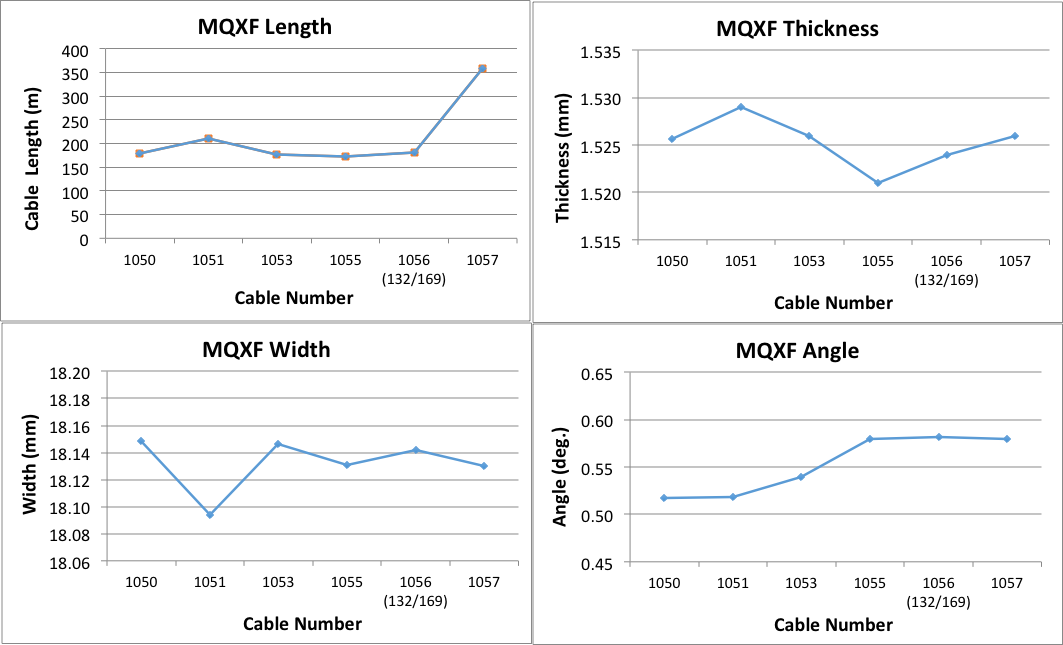 MQXF Length
400
350
300
250
200
150
100
50
0
Cable Length (m)
1050 1051 1053 1055 1056 1057
(132/169)
Cable Number
MQXF Thickness
1.535
1.530
1.525
1.520
1.515
Thickness (mm)
1050 1051 1053 1055 1056 1057
(132/169)
Cable Number
MQXF Width
18.20
18.18
18.16
18.14
18.12
18.10
18.08
18.06
Width (mm)
1050 1051 1053 1055 1056 1057
(132/169)
Cable Number
MQXF Angle
0.65
0.60
0.55
0.50
0.45
Angle (deg.)
1050 1051 1053 1055 1056 1057
(132/169)
Cable Number